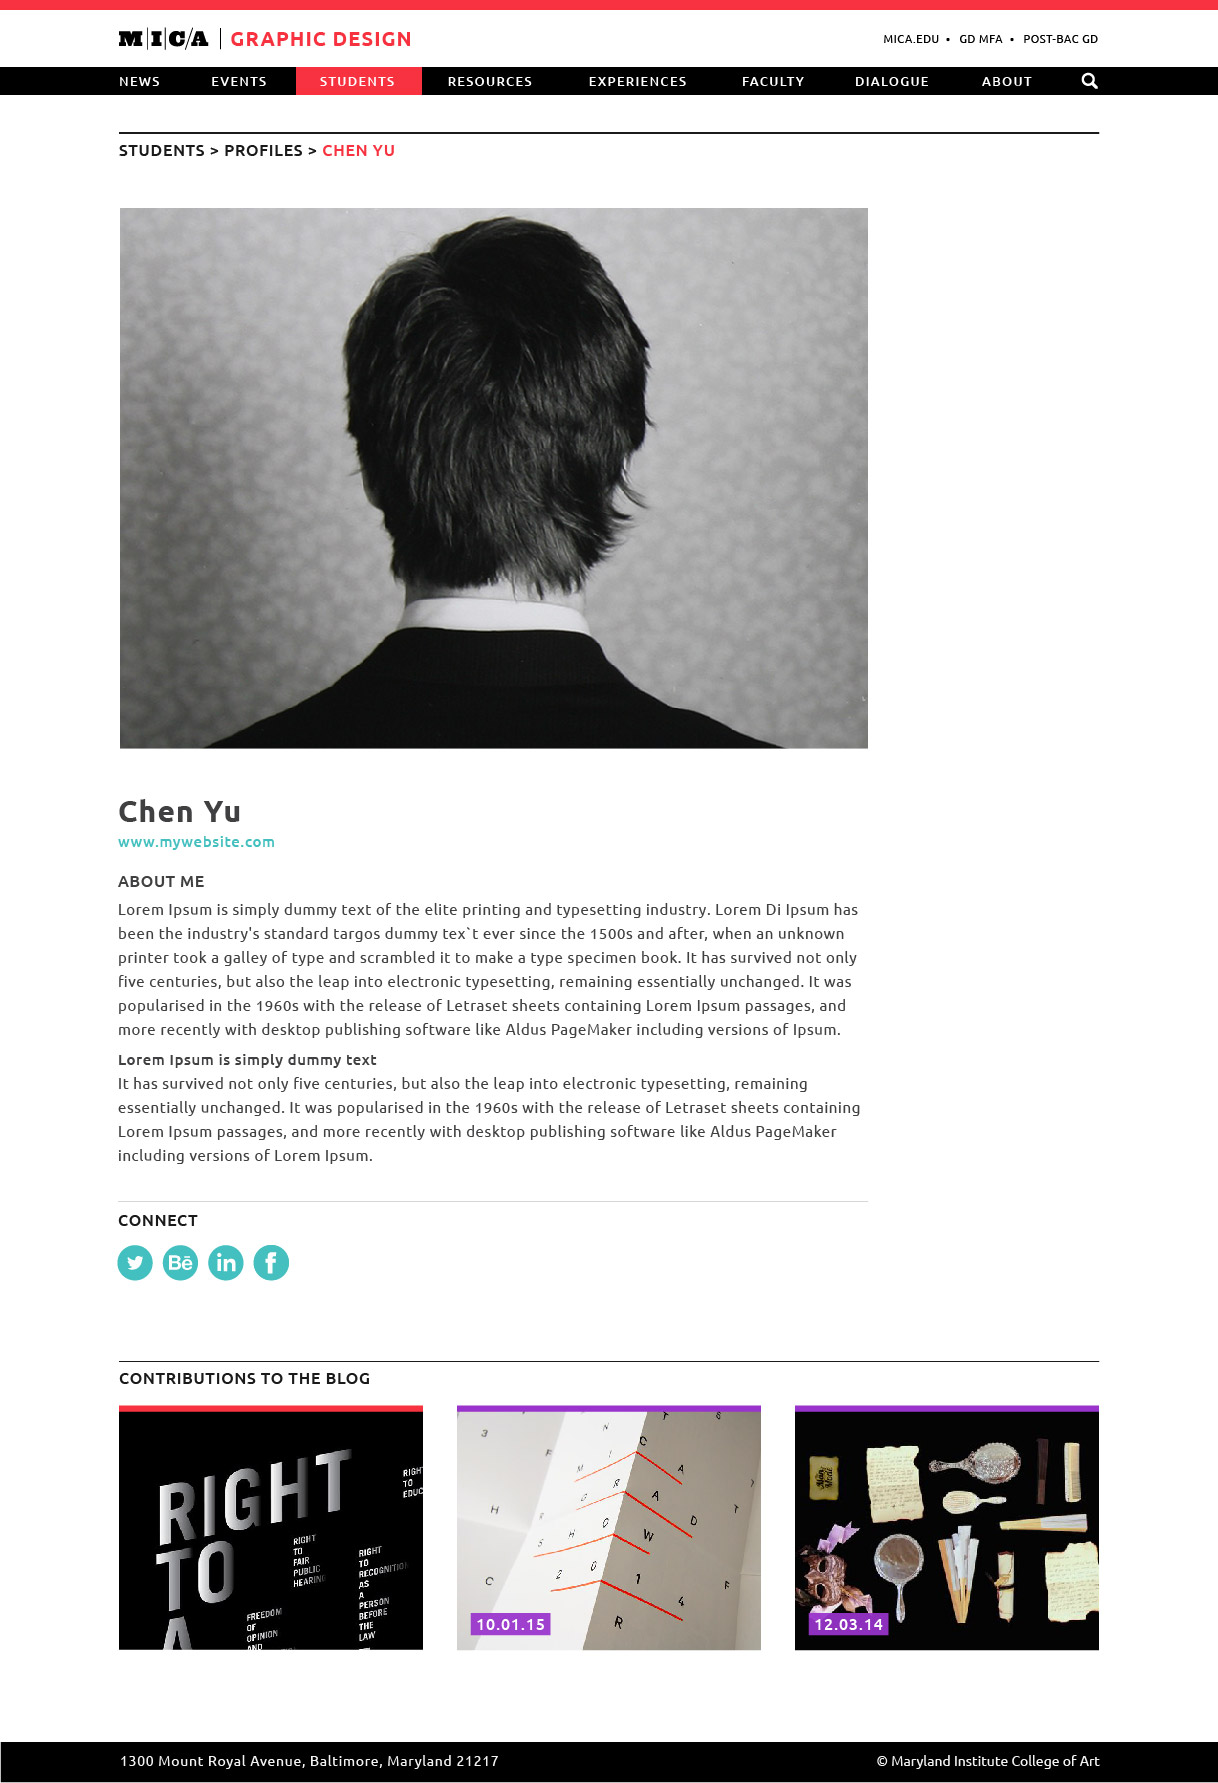 MICA GRAPHIC DESIGN
MICA.EDU • GD MFA • POST-BAC GD
NEWS EVENTS STUDENTS RESOURCES EXPERIENCES FACULTY DIALOGUE ABOUT
STUDENTS > PROFILES > CHEN YU
Chen Yu
www.mywebsite.com
ABOUT ME
Lorem Ipsum is simply dummy text of the elite printing and typesetting industry. Lorem Di Ipsum has
been the industry's standard targos dummy tex`t ever since the 1500s and after, when an unknown
printer took a galley of type and scrambled it to make a type specimen book. It has survived not only
five centuries, but also the leap into electronic typesetting, remaining essentially unchanged. It was
popularised in the 1960s with the release of Letraset sheets containing Lorem Ipsum passages, and
more recently with desktop publishing software like Aldus PageMaker including versions of Ipsum.
Lorem Ipsum is simply dummy text
It has survived not only five centuries, but also the leap into electronic typesetting, remaining
essentially unchanged. It was popularised in the 1960s with the release of Letraset sheets containing
Lorem Ipsum passages, and more recently with desktop publishing software like Aldus PageMaker
including versions of Lorem Ipsum.
CONNECT
Bē in f
CONTRIBUTIONS TO THE BLOG
RIGHT
TO
A
RIGHT
TO
FAIR
PUBLIC
HEARING
RIGHT
TO
RECOGNITION
AS
A
PERSON
BEFORE
THE
LAW
FREEDOM
OF
OPINION
AND
RIGHT
TO
EDUC
MICA
GRAD
SHOW
2014
10.01.15
12.03.14
1300 Mount Royal Avenue, Baltimore, Maryland 21217
© Maryland Institute College of Art